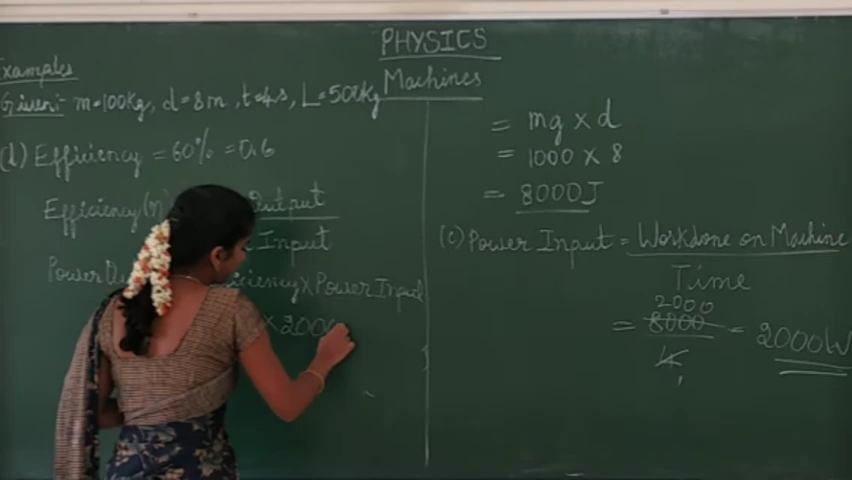 PHYSICS
Machines
Examples
Given:- m=100Kg, d=8m, t=4s, L=500Kg
(d) Efficiency = 60% = 0.6
Efficiency(η) Output
Input
Power Efficiency x Power Input
x 2000
= mg x d
= 1000 x 8
= 8000J
(c) Power Input = Workdone on Machine
Time
2000
= 8000 = 2000W
4
1